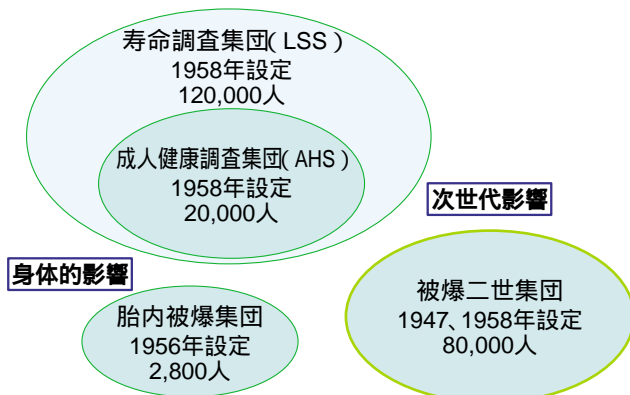 寿命調査集団( LSS )
1958年設定
120,000人
成人健康調査集団( AHS )
1958年設定
20,000人
次世代影響
身体的影響
胎内被爆集団
1956年設定
2,800人
被爆二世集団
1947、1958年設定
80,000人